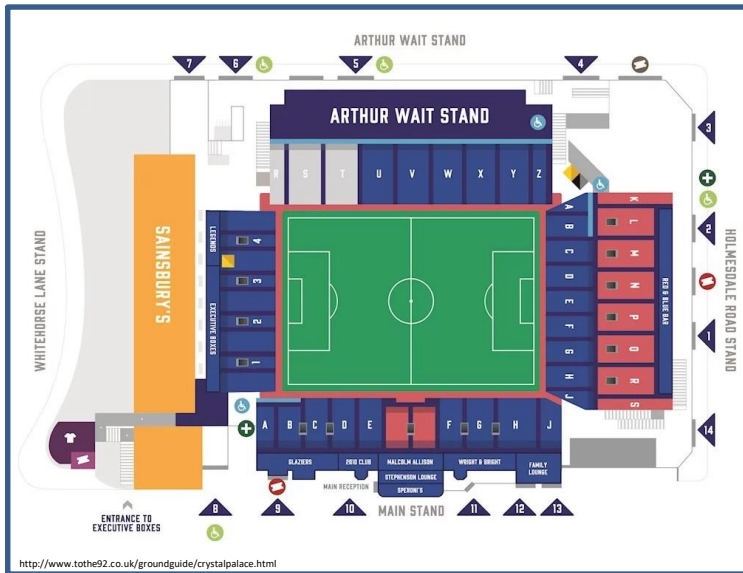 ARTHUR WAIT STAND
7
6
5
4
3
2
1
14
ARTHUR WAIT STAND
R S T U V W X Y Z
WHITEHORSE LANE STAND
SAINSBURY'S
LEGENDS
EXECUTIVE BOXES
4
3
2
1
A
B
C
D
E
F
G
H
J
K
L
M
N
P
Q
R
S
RED & BLUE BAR
HOLMESDALE ROAD STAND
A B C D E F G H J
GLAZIERS
2010 CLUB
MALCOLM ALLISON
WRIGHT & BRIGHT
FAMILY
LOUNGE
STEPHENSON LOUNGE
SPERONI'S
MAIN RECEPTION
MAIN STAND
ENTRANCE TO
EXECUTIVE BOXES
8
9
10
11
12
13
http://www.tothe92.co.uk/groundguide/crystalpalace.html